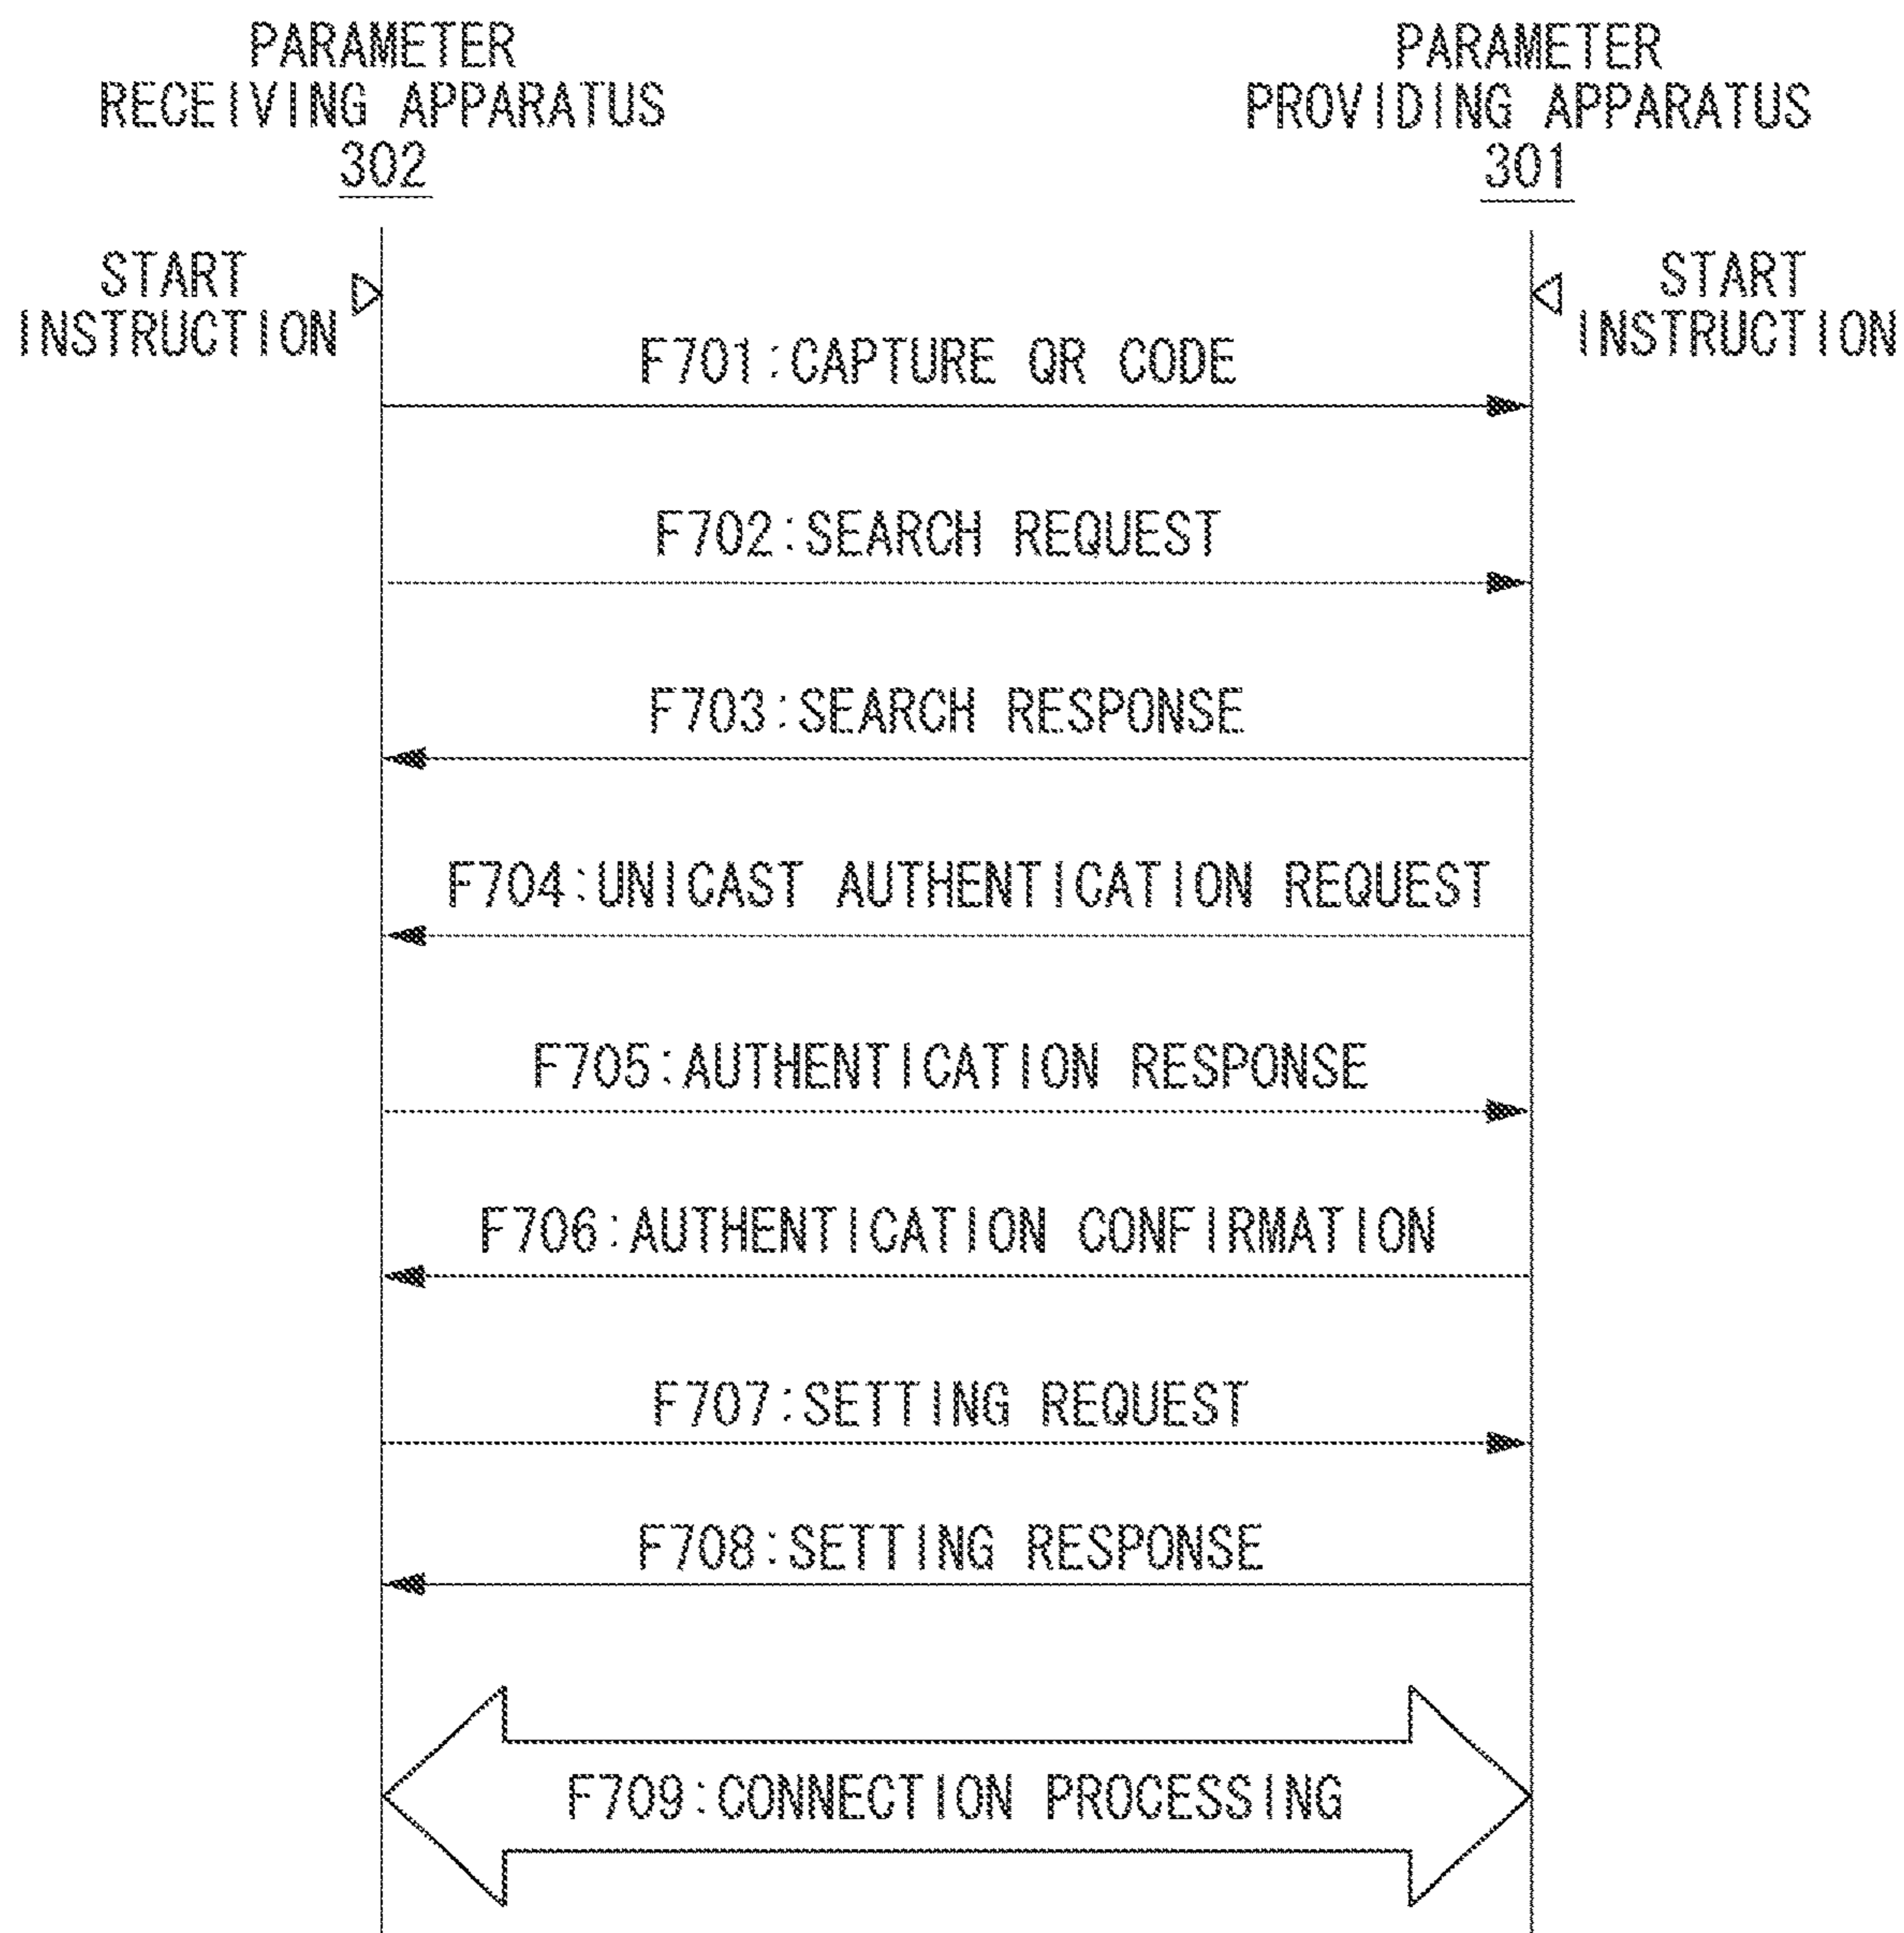 PARAMETER
RECEIVING APPARATUS
302
PARAMETER
PROVIDING APPARATUS
301
START
INSTRUCTION
START
INSTRUCTION
F701:CAPTURE QR CODE
F702:SEARCH REQUEST
F703:SEARCH RESPONSE
F704:UNICAST AUTHENTICATION REQUEST
F705:AUTHENTICATION RESPONSE
F706:AUTHENTICATION CONFIRMATION
F707:SETTING REQUEST
F708:SETTING RESPONSE
F709:CONNECTION PROCESSING